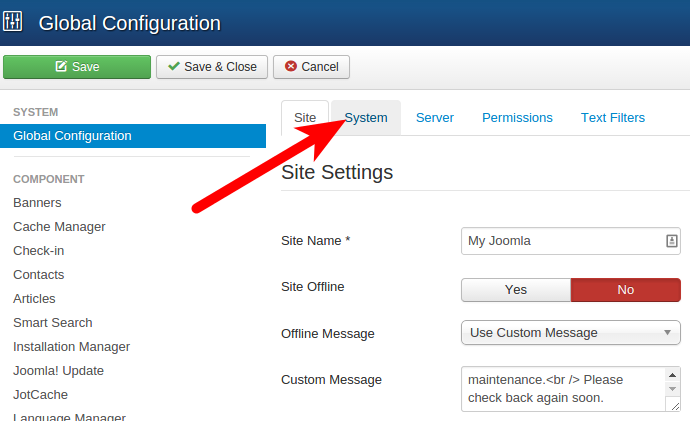 Global Configuration
Save
Save & Close
Cancel
SYSTEM
Global Configuration
COMPONENT
Banners
Cache Manager
Check-in
Contacts
Articles
Smart Search
Installation Manager
Joomla! Update
JotCache
Language Manager
Site
System
Server
Permissions
Text Filters
Site Settings
Site Name *
My Joomla
Site Offline
Yes
No
Offline Message
Use Custom Message
Custom Message
maintenance.<br /> Please
check back again soon.